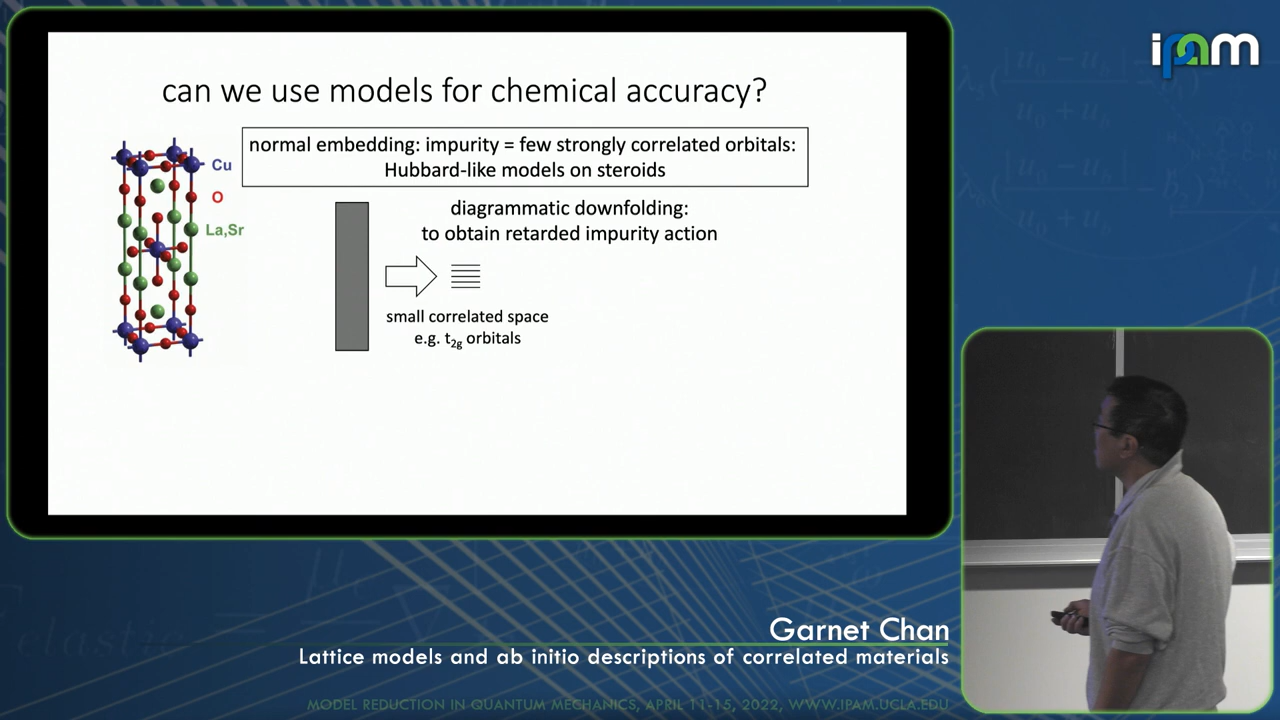 ipam
can we use models for chemical accuracy?
normal embedding: impurity = few strongly correlated orbitals:
Hubbard-like models on steroids
Cu
O
La,Sr
diagrammatic downfolding:
to obtain retarded impurity action
small correlated space
e.g. t2g orbitals
Garnet Chan
Lattice models and ab initio descriptions of correlated materials
MODEL REDUCTION IN QUANTUM MECHANICS, APRIL 11-15, 2022, WWW.IPAM.UCLA.EDU